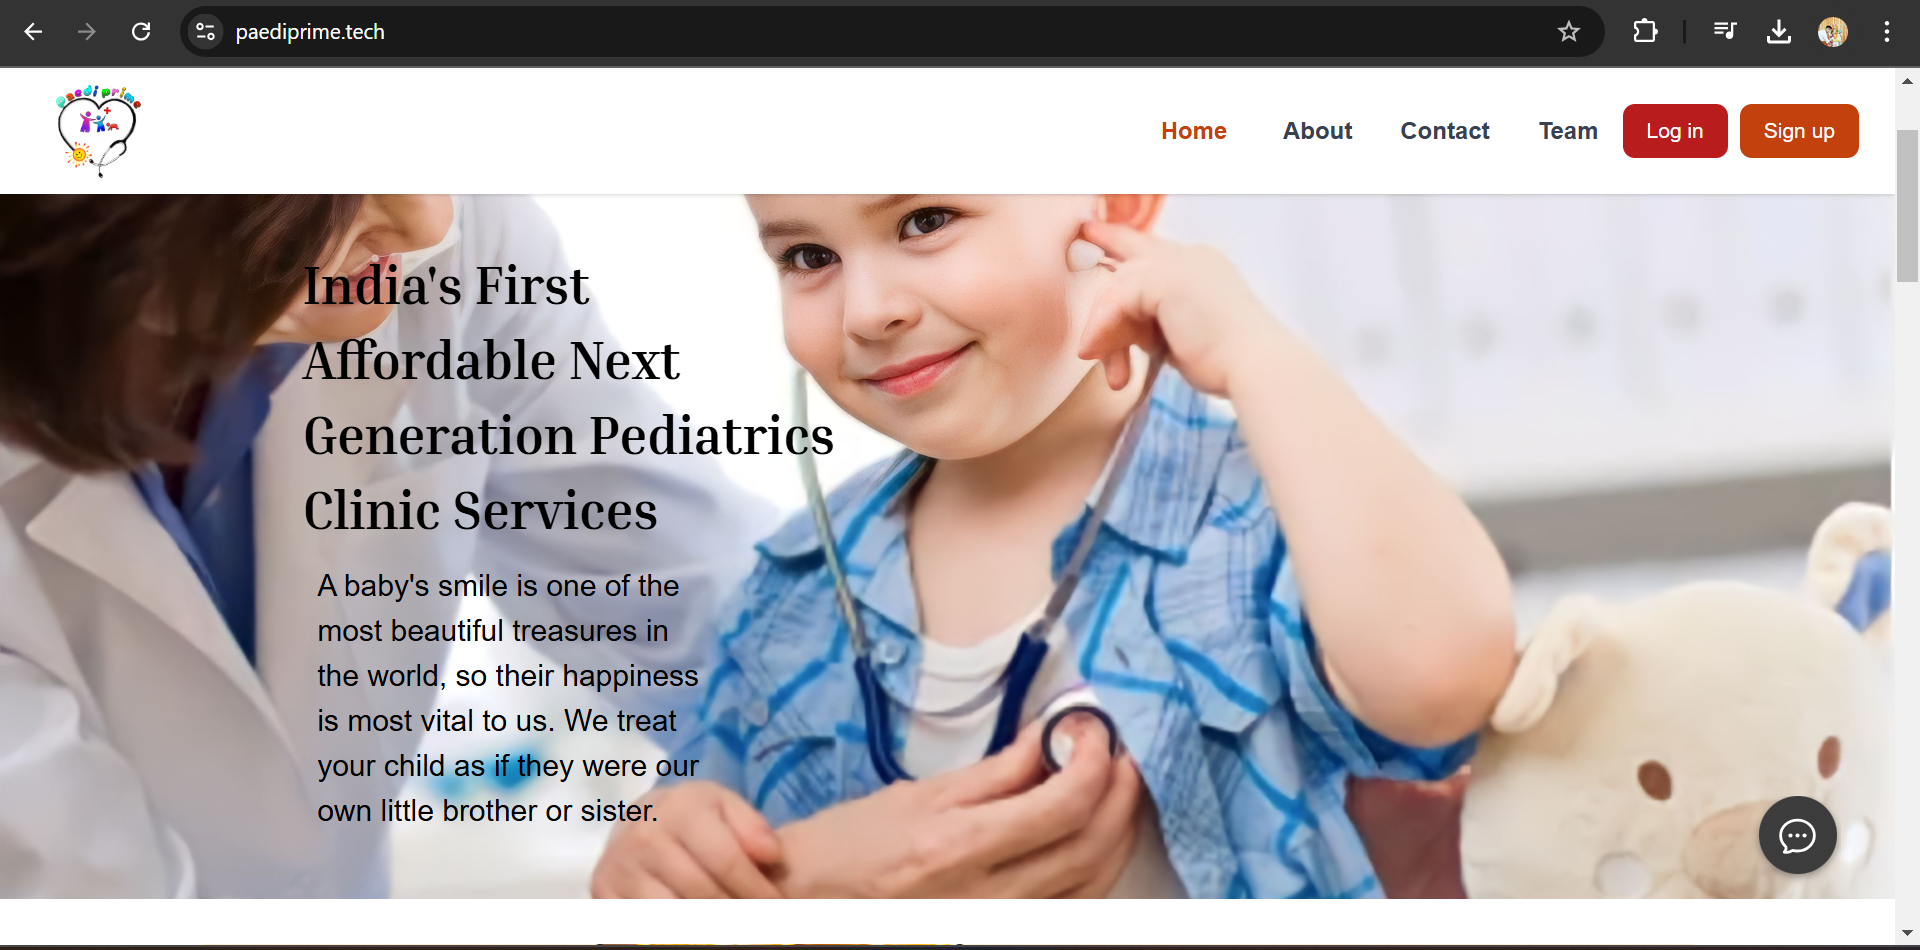 paediprime.tech
Paedi prime
Home About Contact Team Log in Sign up
India's First
Affordable Next
Generation Pediatrics
Clinic Services
A baby's smile is one of the
most beautiful treasures in
the world, so their happiness
is most vital to us. We treat
your child as if they were our
own little brother or sister.